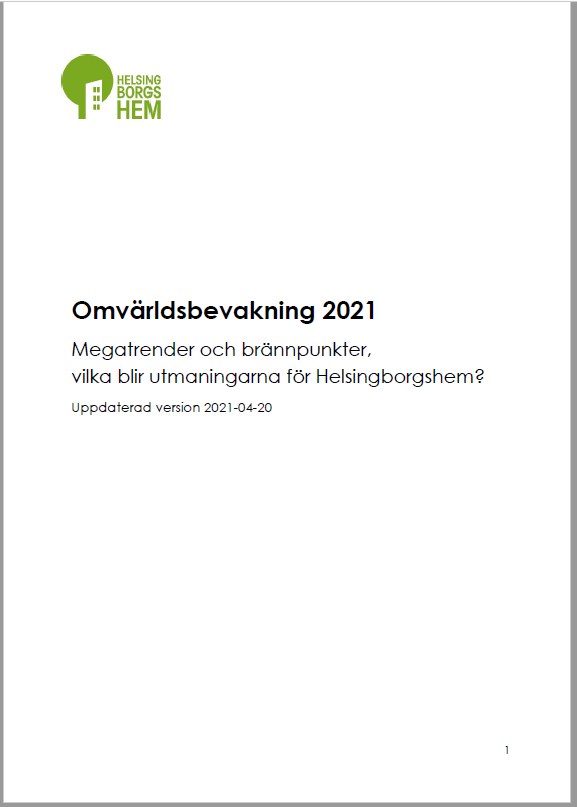 HELSING
BORGS
HEM
Omvärldsbevakning 2021
Megatrender och brännpunkter,
vilka blir utmaningarna för Helsingborgshem?
Uppdaterad version 2021-04-20
1